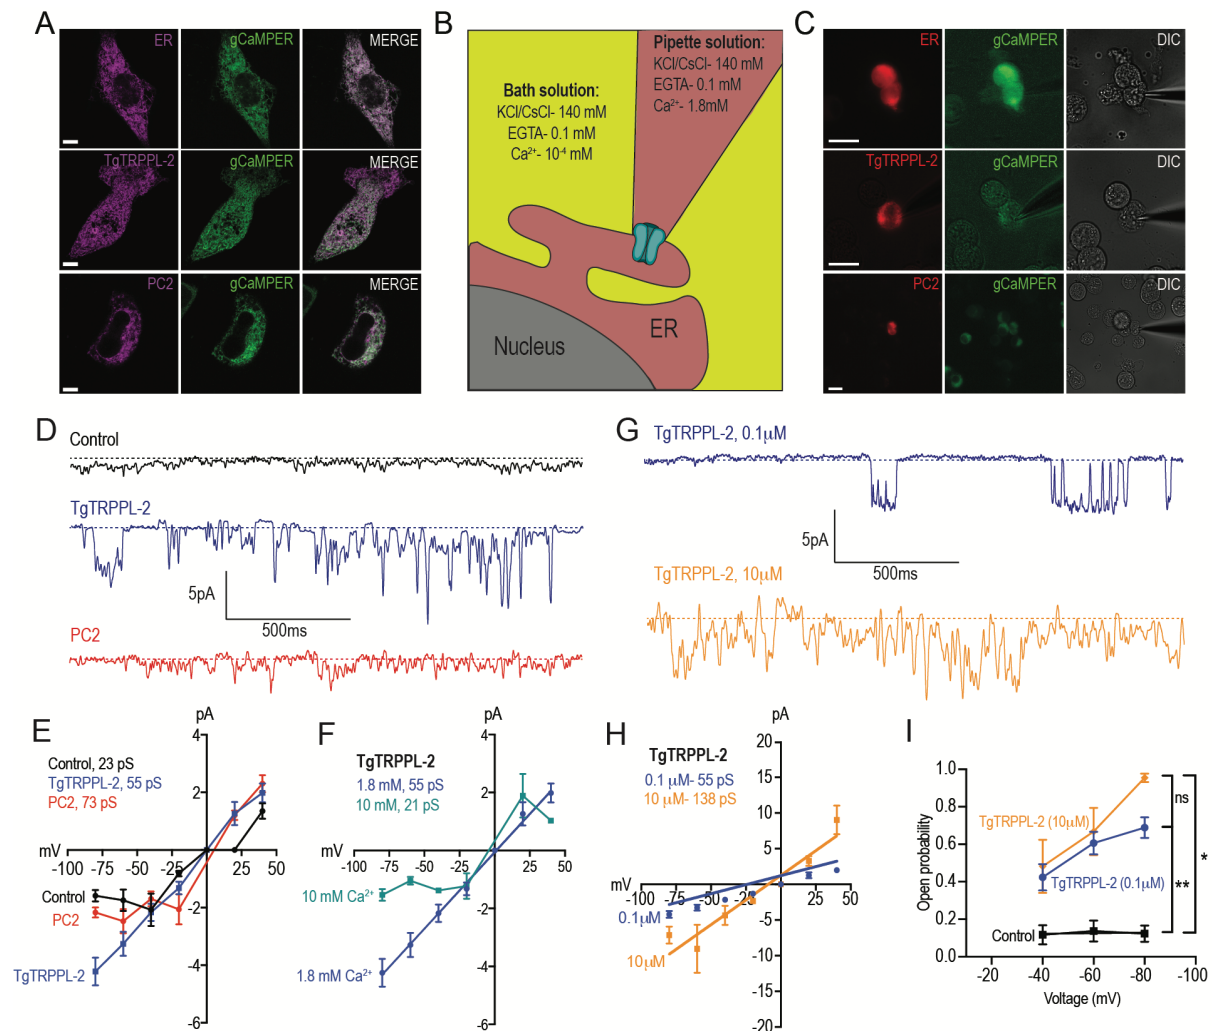 A
ER
gCaMPER
MERGE
TgTRPPL-2
gCaMPER
MERGE
PC2
gCaMPER
MERGE
B
Pipette solution:
KCl/CsCl- 140 mM
EGTA- 0.1 mM
Ca²⁺- 1.8mM
Bath solution:
KCl/CsCl- 140 mM
EGTA- 0.1 mM
Ca²⁺- 10⁻⁴ mM
ER
Nucleus
C
ER
gCaMPER
DIC
TgTRPPL-2
gCaMPER
DIC
PC2
gCaMPER
DIC
D
Control
TgTRPPL-2
5pA
500ms
PC2
G
TgTRPPL-2, 0.1µM
5pA
500ms
TgTRPPL-2, 10µM
E
pA
Control, 23 pS
TgTRPPL-2, 55 pS
PC2, 73 pS
4
2
mV
-100 -75 -50 -25 25 50
Control
PC2
TgTRPPL-2
-2
-4
-6
F
pA
TgTRPPL-2
1.8 mM, 55 pS
10 mM, 21 pS
4
2
mV
-100 -75 -50 -25 25 50
10 mM Ca²⁺
1.8 mM Ca²⁺
-2
-4
-6
H
pA
TgTRPPL-2
0.1 µM- 55 pS
10 µM- 138 pS
20
15
10
5
mV
-100 -75 -50 -25 25 50
0.1µM
10µM
-5
-10
-15
-20
I
Open probability
1.0
0.8
0.6
0.4
0.2
0.0
TgTRPPL-2 (10µM)
TgTRPPL-2 (0.1µM)
Control
ns
**
*
-20 -40 -60 -80 -100
Voltage (mV)